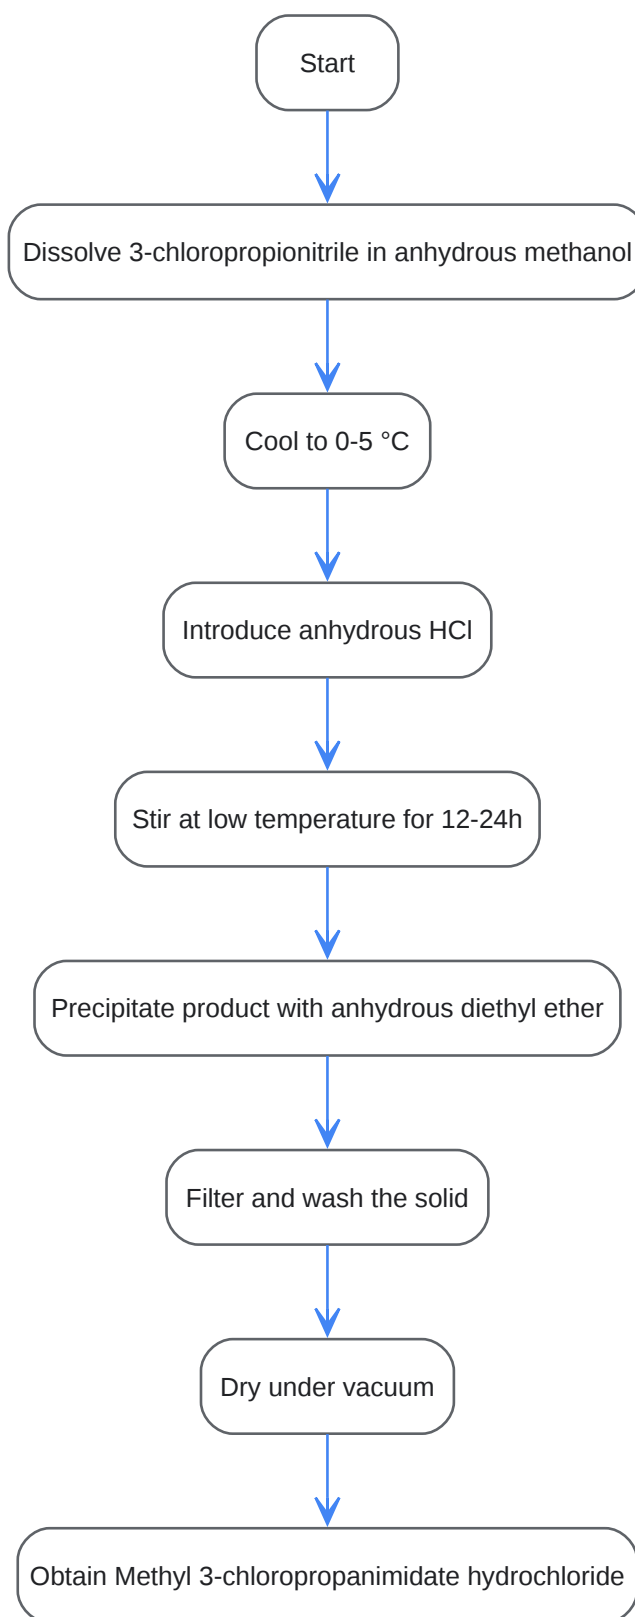 Start
Dissolve 3-chloropropionitrile in anhydrous methanol
Cool to 0-5 °C
Introduce anhydrous HCl
Stir at low temperature for 12-24h
Precipitate product with anhydrous diethyl ether
Filter and wash the solid
Dry under vacuum
Obtain Methyl 3-chloropropanimidate hydrochloride